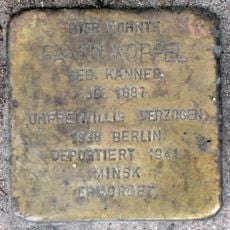 HIER WOHNTE
FANNY KOPPEL
GEB. KANNER
JG. 1887
UNFREIWILLIG VERZOGEN
1938 BERLIN
DEPORTIERT 1941
MINSK
ERMORDET